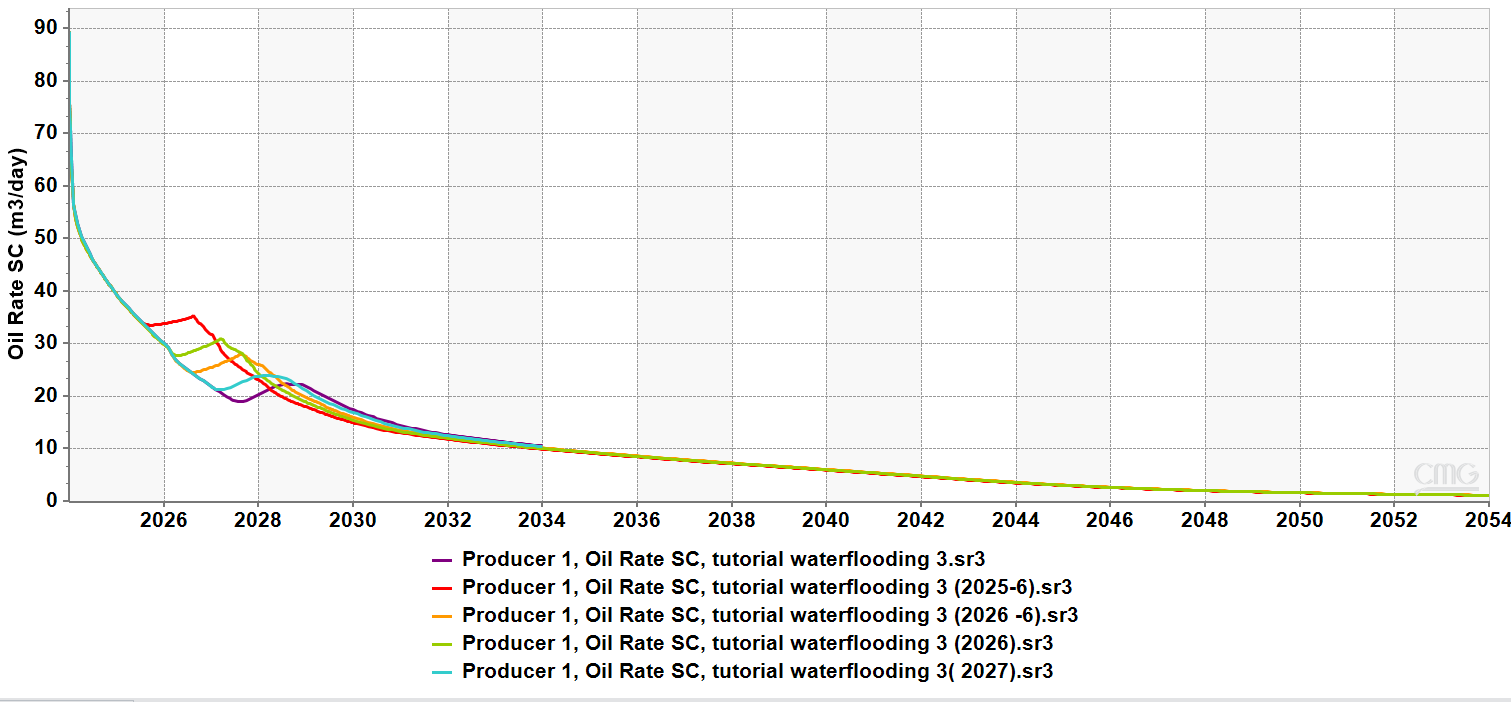 Oil Rate SC (m3/day)
90
80
70
60
50
40
30
20
10
0
CMG
2026 2028 2030 2032 2034 2036 2038 2040 2042 2044 2046 2048 2050 2052 2054
Producer 1, Oil Rate SC, tutorial waterflooding 3.sr3
Producer 1, Oil Rate SC, tutorial waterflooding 3 (2025-6).sr3
Producer 1, Oil Rate SC, tutorial waterflooding 3 (2026 -6).sr3
Producer 1, Oil Rate SC, tutorial waterflooding 3 (2026).sr3
Producer 1, Oil Rate SC, tutorial waterflooding 3( 2027).sr3